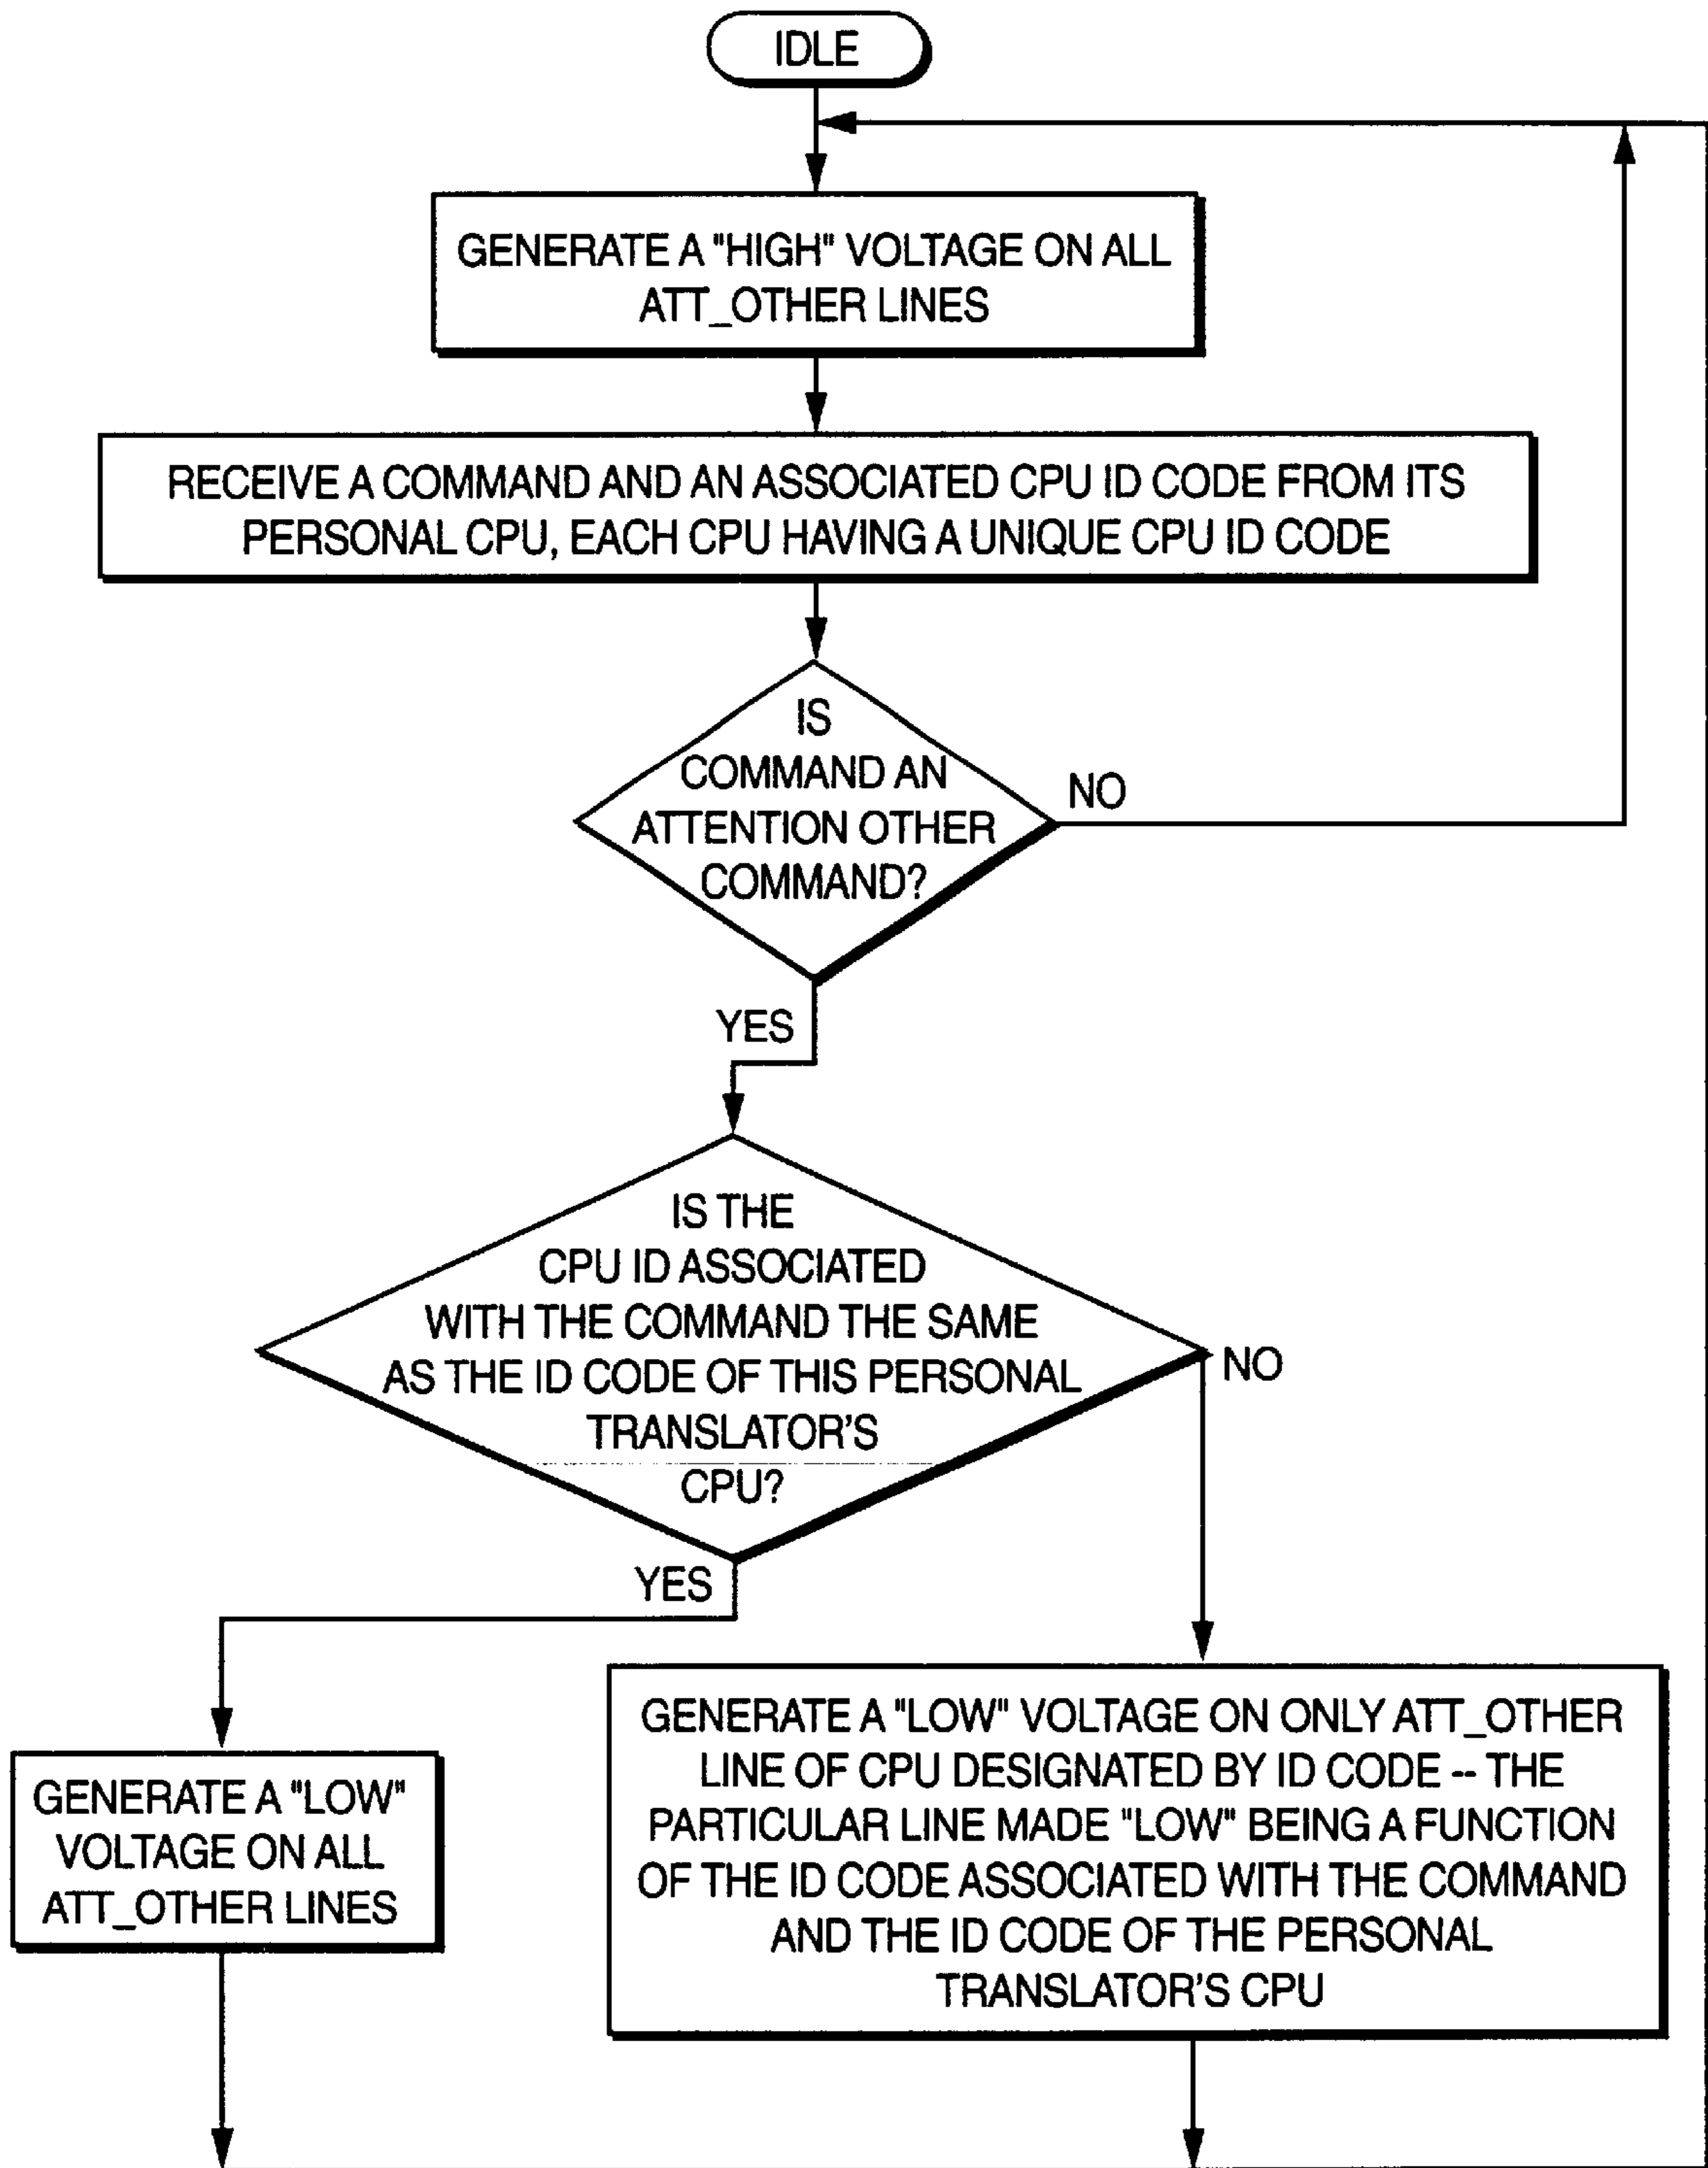 IDLE
GENERATE A "HIGH" VOLTAGE ON ALL
ATT_OTHER LINES
RECEIVE A COMMAND AND AN ASSOCIATED CPU ID CODE FROM ITS
PERSONAL CPU, EACH CPU HAVING A UNIQUE CPU ID CODE
IS
COMMAND AN
ATTENTION OTHER
COMMAND?
NO
YES
IS THE
CPU ID ASSOCIATED
WITH THE COMMAND THE SAME
AS THE ID CODE OF THIS PERSONAL
TRANSLATOR'S
CPU?
NO
YES
GENERATE A "LOW"
VOLTAGE ON ALL
ATT_OTHER LINES
GENERATE A "LOW" VOLTAGE ON ONLY ATT_OTHER
LINE OF CPU DESIGNATED BY ID CODE -- THE
PARTICULAR LINE MADE "LOW" BEING A FUNCTION
OF THE ID CODE ASSOCIATED WITH THE COMMAND
AND THE ID CODE OF THE PERSONAL
TRANSLATOR'S CPU